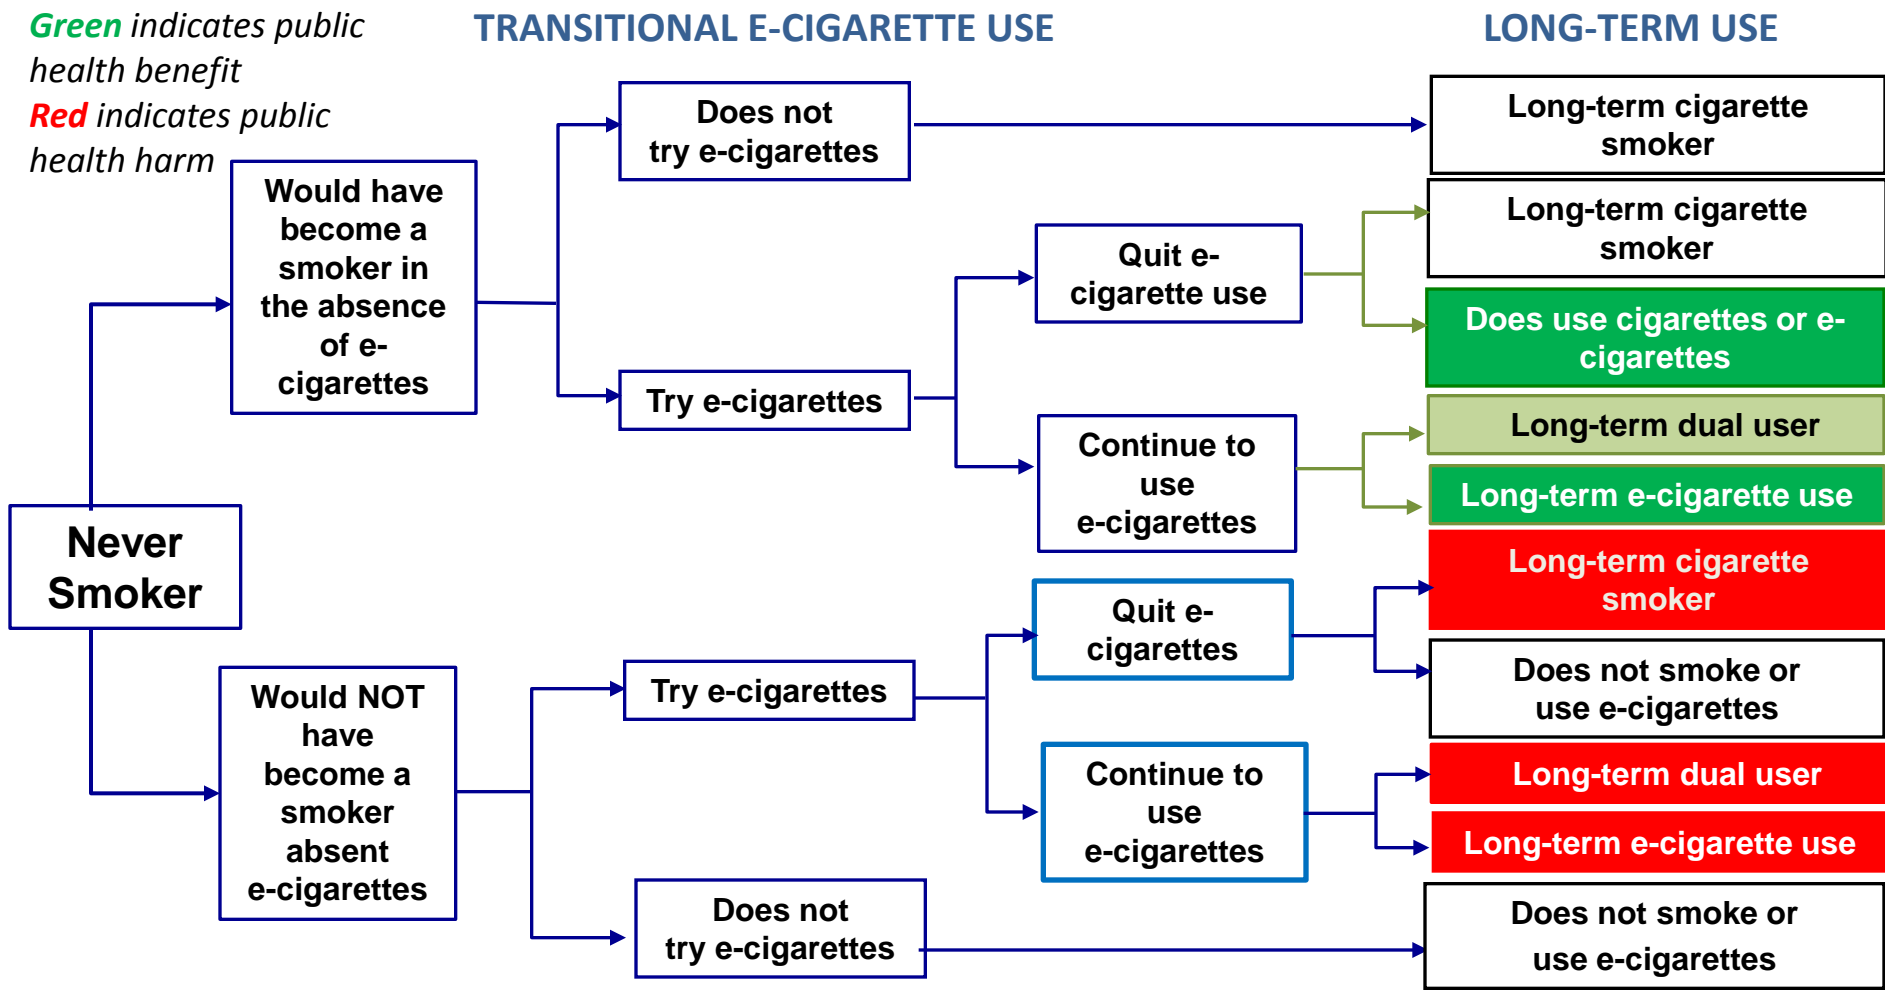 Green indicates public
health benefit
Red indicates public
health harm
TRANSITIONAL E-CIGARETTE USE
LONG-TERM USE
Never
Smoker
Would have
become a
smoker in
the absence
of e-
cigarettes
Does not
try e-cigarettes
Long-term cigarette
smoker
Try e-cigarettes
Quit e-
cigarette use
Long-term cigarette
smoker
Does use cigarettes or e-
cigarettes
Continue to
use
e-cigarettes
Long-term dual user
Long-term e-cigarette use
Would NOT
have
become a
smoker
absent
e-cigarettes
Try e-cigarettes
Quit e-
cigarettes
Long-term cigarette
smoker
Does not smoke or
use e-cigarettes
Continue to
use
e-cigarettes
Long-term dual user
Long-term e-cigarette use
Does not
try e-cigarettes
Does not smoke or
use e-cigarettes